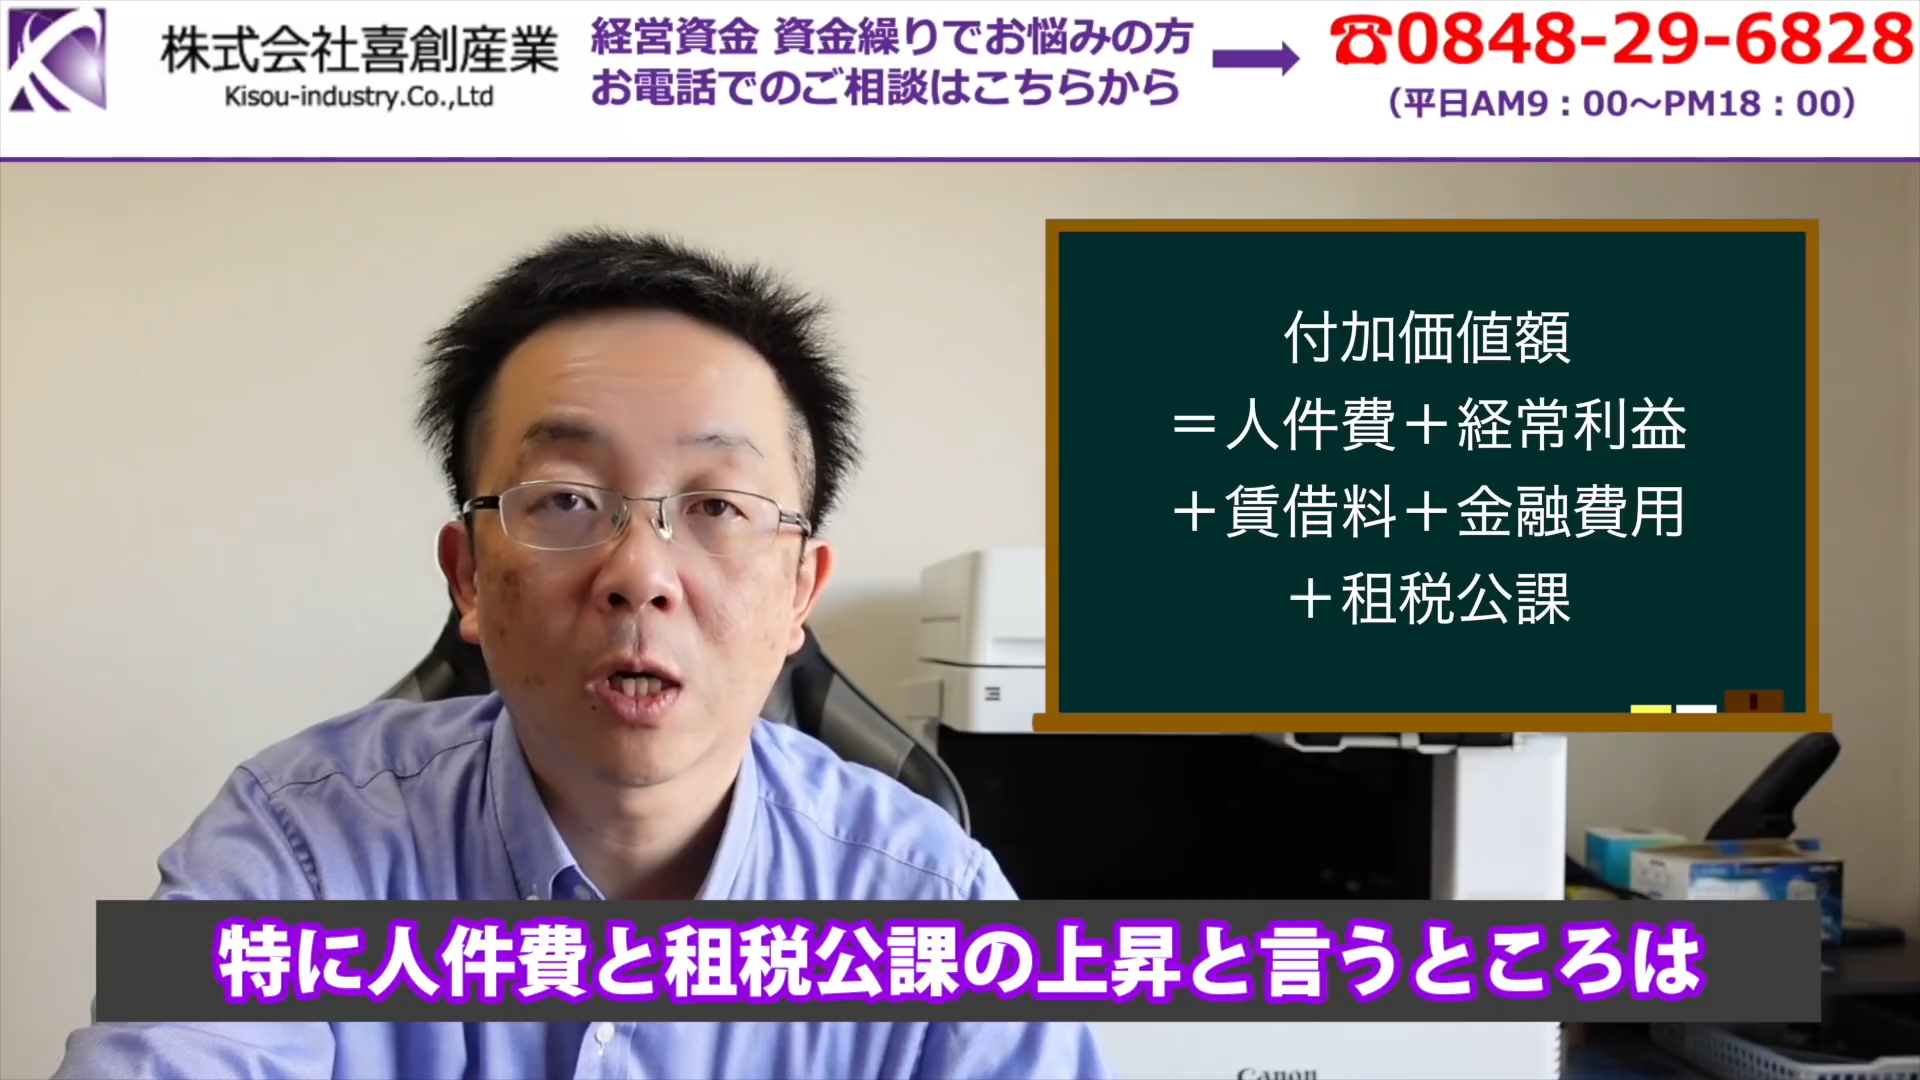 株式会社喜創産業
Kisou-industry.Co.,Ltd
経営資金 資金繰りでお悩みの方
お電話でのご相談はこちらから
☎0848-29-6828
（平日AM9：00～PM18：00）
付加価値額
＝人件費＋経常利益
＋賃借料＋金融費用
＋租税公課
特に人件費と租税公課の上昇と言うところは
Canon